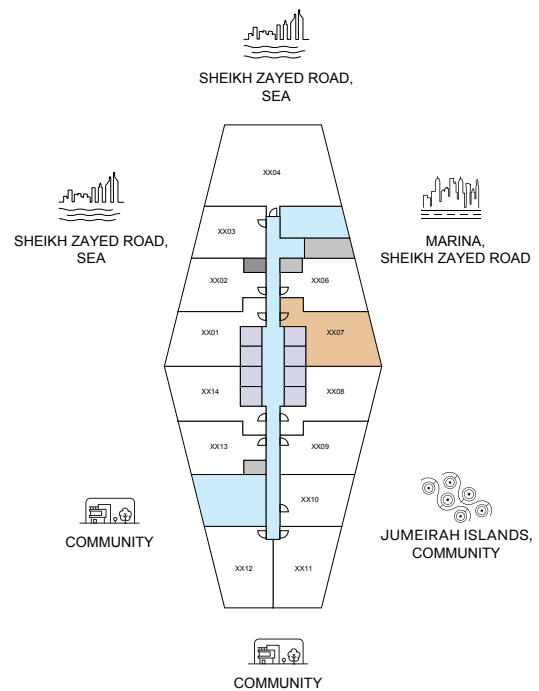 SHEIKH ZAYED ROAD,
SEA
XX04
SHEIKH ZAYED ROAD,
SEA
XX03
MARINA,
SHEIKH ZAYED ROAD
XX02
XX06
XX01
XX07
XX14
XX08
XX13
XX09
XX10
COMMUNITY
JUMEIRAH ISLANDS,
COMMUNITY
XX12
XX11
COMMUNITY